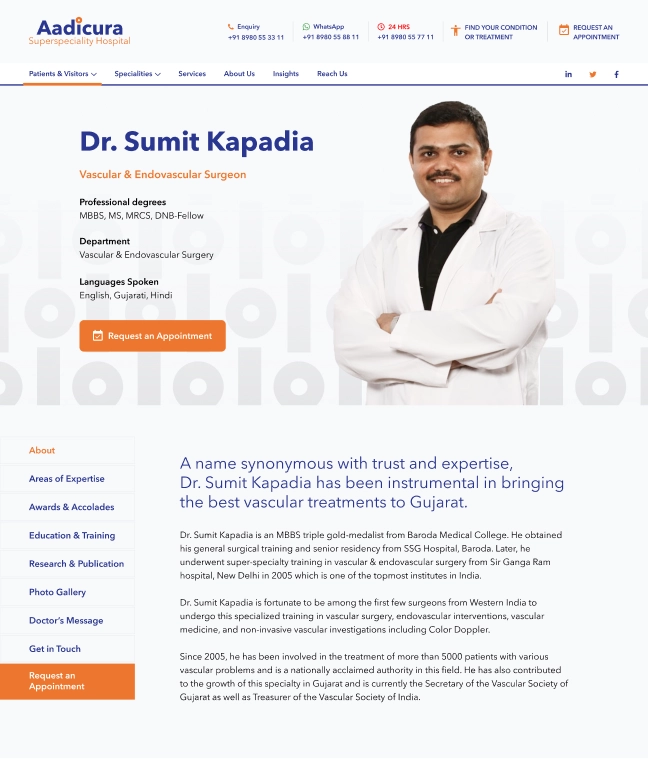 Aadicura
Superspeciality Hospital
Enquiry
+91 8980 55 33 11
WhatsApp
+91 8980 55 88 11
24 HRS
+91 8980 55 77 11
FIND YOUR CONDITION
OR TREATMENT
REQUEST AN
APPOINTMENT
Patients & Visitors
Specialities
Services
About Us
Insights
Reach Us
Dr. Sumit Kapadia
Vascular & Endovascular Surgeon
Professional degrees
MBBS, MS, MRCS, DNB-Fellow
Department
Vascular & Endovascular Surgery
Languages Spoken
English, Gujarati, Hindi
Request an Appointment
About
Areas of Expertise
Awards & Accolades
Education & Training
Research & Publication
Photo Gallery
Doctor's Message
Get in Touch
Request an
Appointment
A name synonymous with trust and expertise,
Dr. Sumit Kapadia has been instrumental in bringing
the best vascular treatments to Gujarat.
Dr. Sumit Kapadia is an MBBS triple gold-medalist from Baroda Medical College. He obtained
his general surgical training and senior residency from SSG Hospital, Baroda. Later, he
underwent super-specialty training in vascular & endovascular surgery from Sir Ganga Ram
hospital, New Delhi in 2005 which is one of the topmost institutes in India.
Dr. Sumit Kapadia is fortunate to be among the first few surgeons from Western India to
undergo this specialized training in vascular surgery, endovascular interventions, vascular
medicine, and non-invasive vascular investigations including Color Doppler.
Since 2005, he has been involved in the treatment of more than 5000 patients with various
vascular problems and is a nationally acclaimed authority in this field. He has also contributed
to the growth of this specialty in Gujarat and is currently the Secretary of the Vascular Society of
Gujarat as well as Treasurer of the Vascular Society of India.